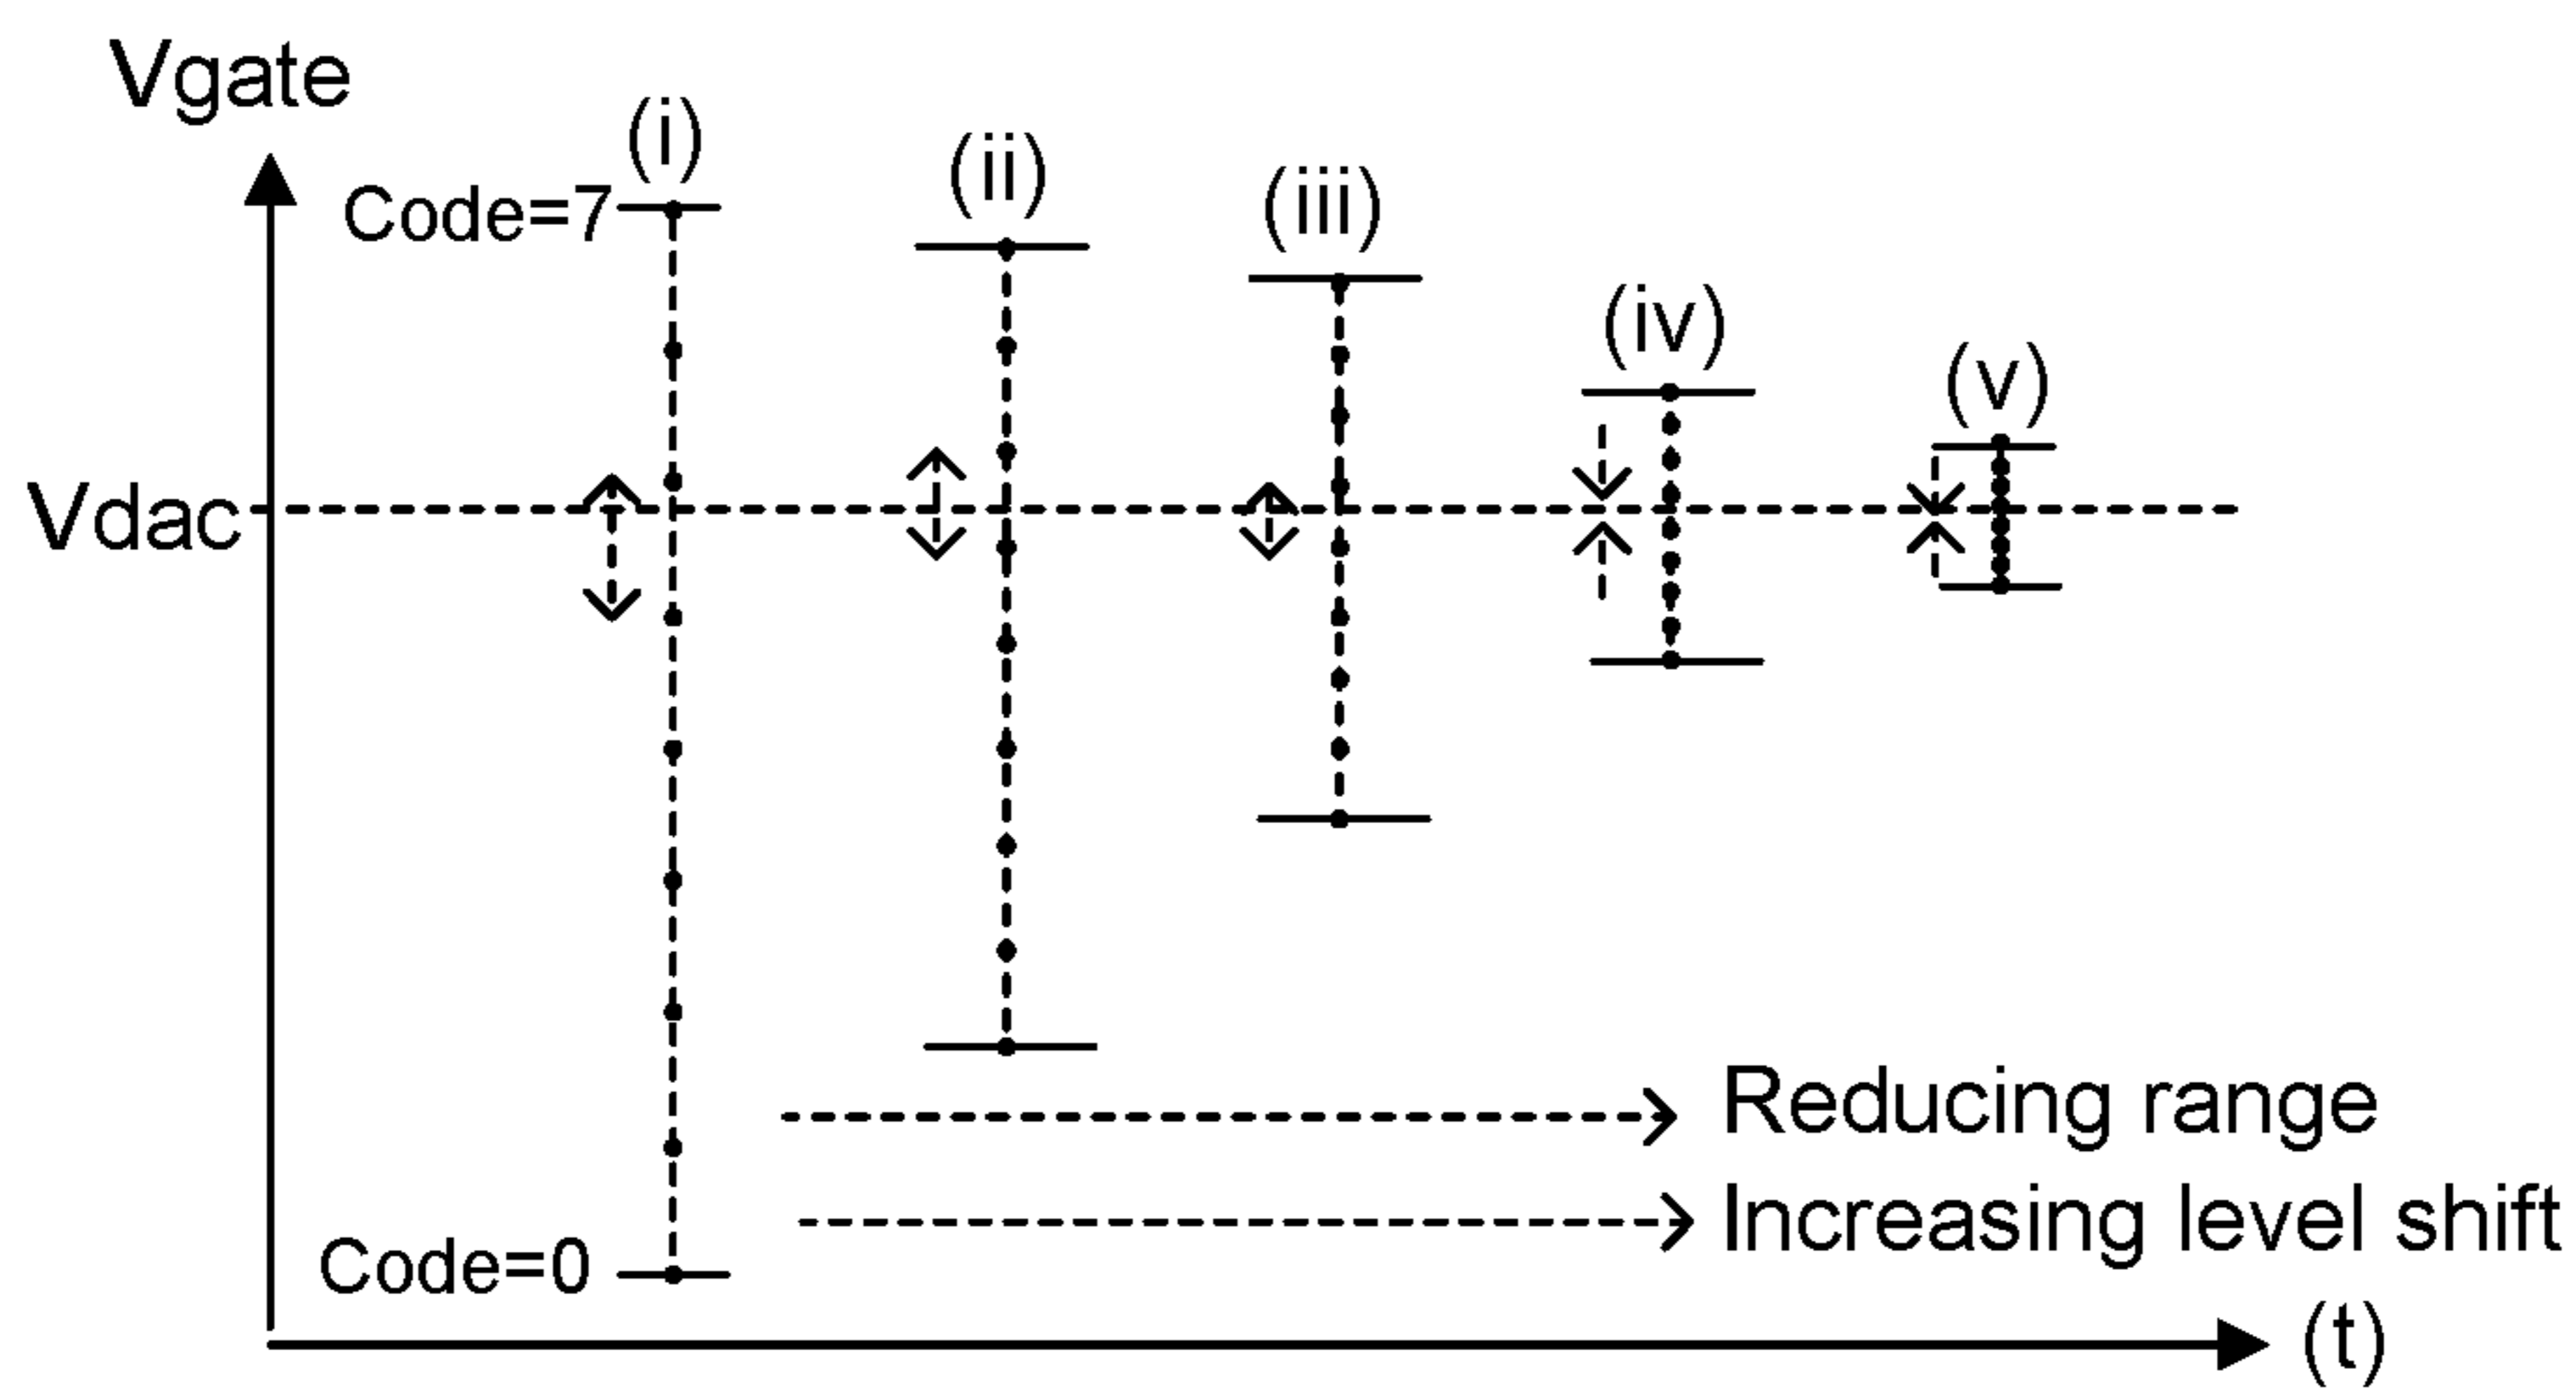 Vgate
(i)
(ii)
(iii)
(iv)
(v)
Code=7
Vdac
Reducing range
Increasing level shift
Code=0
(t)